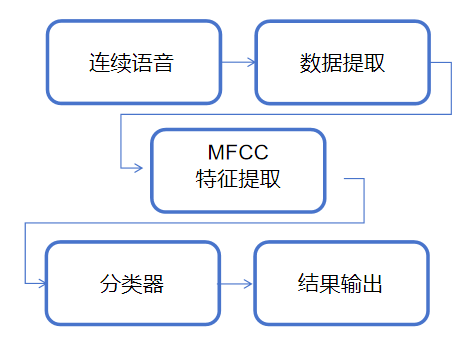 连续语音
数据提取
MFCC
特征提取
分类器
结果输出